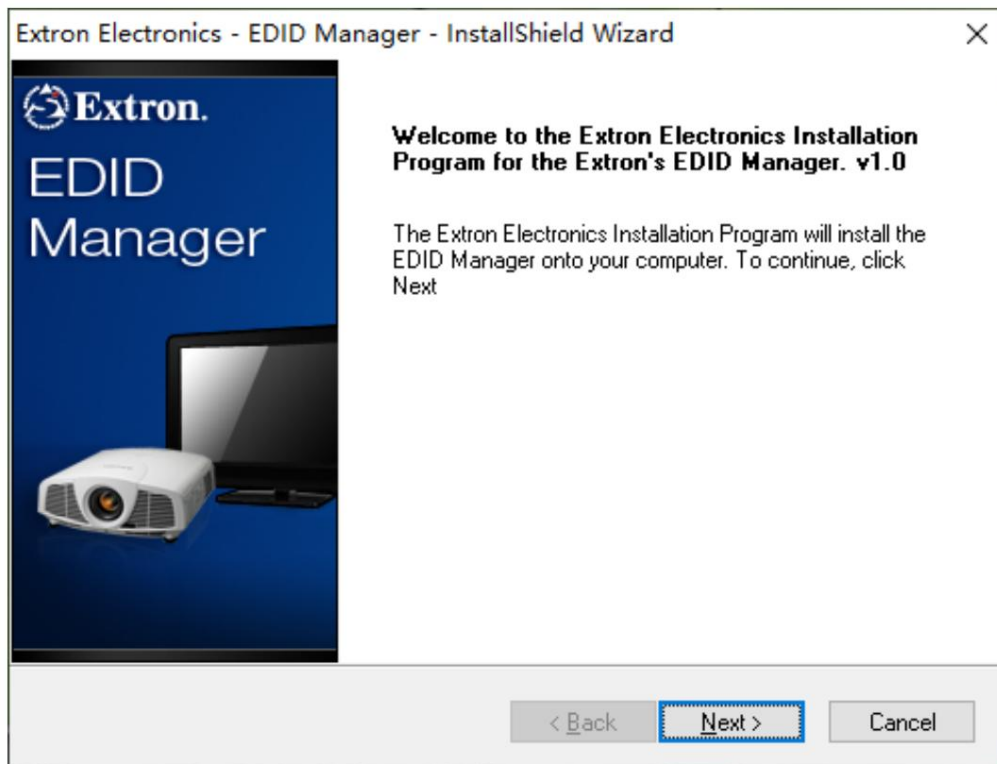 Extron Electronics - EDID Manager - InstallShield Wizard
Extron.
EDID
Manager
Welcome to the Extron Electronics Installation
Program for the Extron's EDID Manager. v1.0
The Extron Electronics Installation Program will install the
EDID Manager onto your computer. To continue, click
Next
< Back
Next >
Cancel